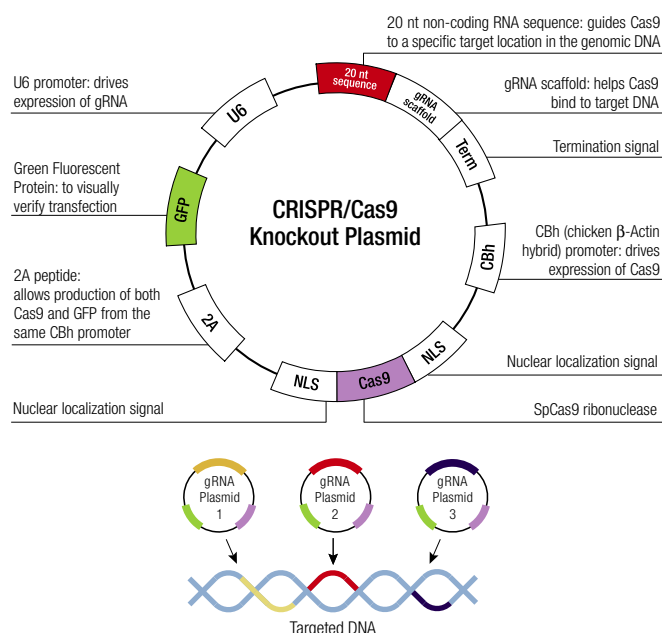 20 nt non-coding RNA sequence: guides Cas9
to a specific target location in the genomic DNA
U6 promoter: drives
expression of gRNA
gRNA scaffold: helps Cas9
bind to target DNA
Termination signal
Green Fluorescent
Protein: to visually
verify transfection
CBh (chicken β-Actin
hybrid) promoter: drives
expression of Cas9
2A peptide:
allows production of both
Cas9 and GFP from the
same CBh promoter
Nuclear localization signal
Nuclear localization signal
SpCas9 ribonuclease
CRISPR/Cas9
Knockout Plasmid
20 nt
sequence
gRNA
scaffold
Term
CBh
NLS
Cas9
NLS
2A
GFP
U6
gRNA
Plasmid
1
gRNA
Plasmid
2
gRNA
Plasmid
3
Targeted DNA